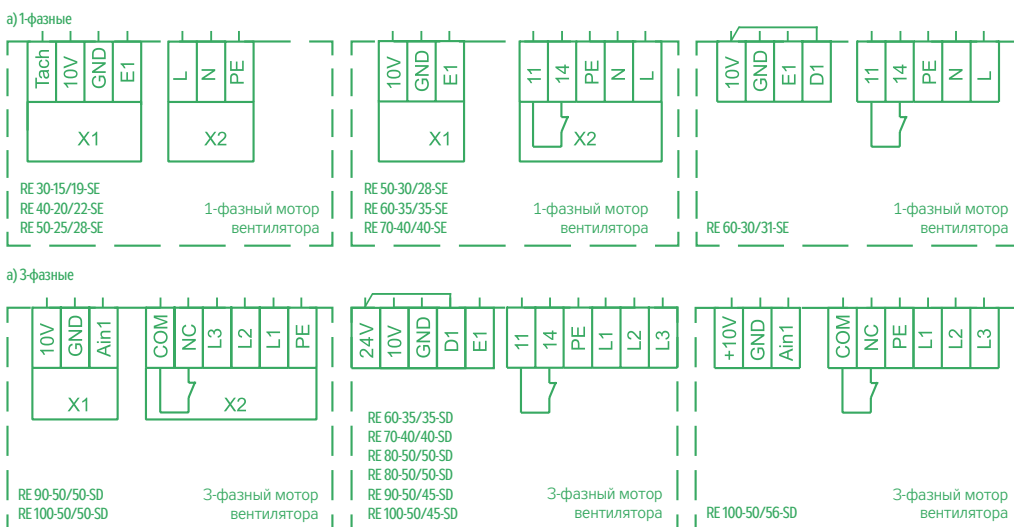 а) 1-фазные
Tach 10V GND E1
L N PE
X1
X2
RE 30-15/19-SE
RE 40-20/22-SE
RE 50-25/28-SE
1-фазный мотор
вентилятора
10V GND E1
11 14 PE N L
X1
X2
RE 50-30/28-SE
RE 60-35/35-SE
RE 70-40/40-SE
1-фазный мотор
вентилятора
10V GND E1 D1
11 14 PE N L
RE 60-30/31-SE
1-фазный мотор
вентилятора
а) 3-фазные
10V GND Ain1
COM NC L3 L2 L1 PE
X1
X2
RE 90-50/50-SD
RE 100-50/50-SD
3-фазный мотор
вентилятора
24V 10V GND D1 E1
11 14 PE L1 L2 L3
RE 60-35/35-SD
RE 70-40/40-SD
RE 80-50/50-SD
RE 80-50/50-SD
RE 90-50/45-SD
RE 100-50/45-SD
3-фазный мотор
вентилятора
+10V GND Ain1
COM NC PE L1 L2 L3
RE 100-50/56-SD
3-фазный мотор
вентилятора